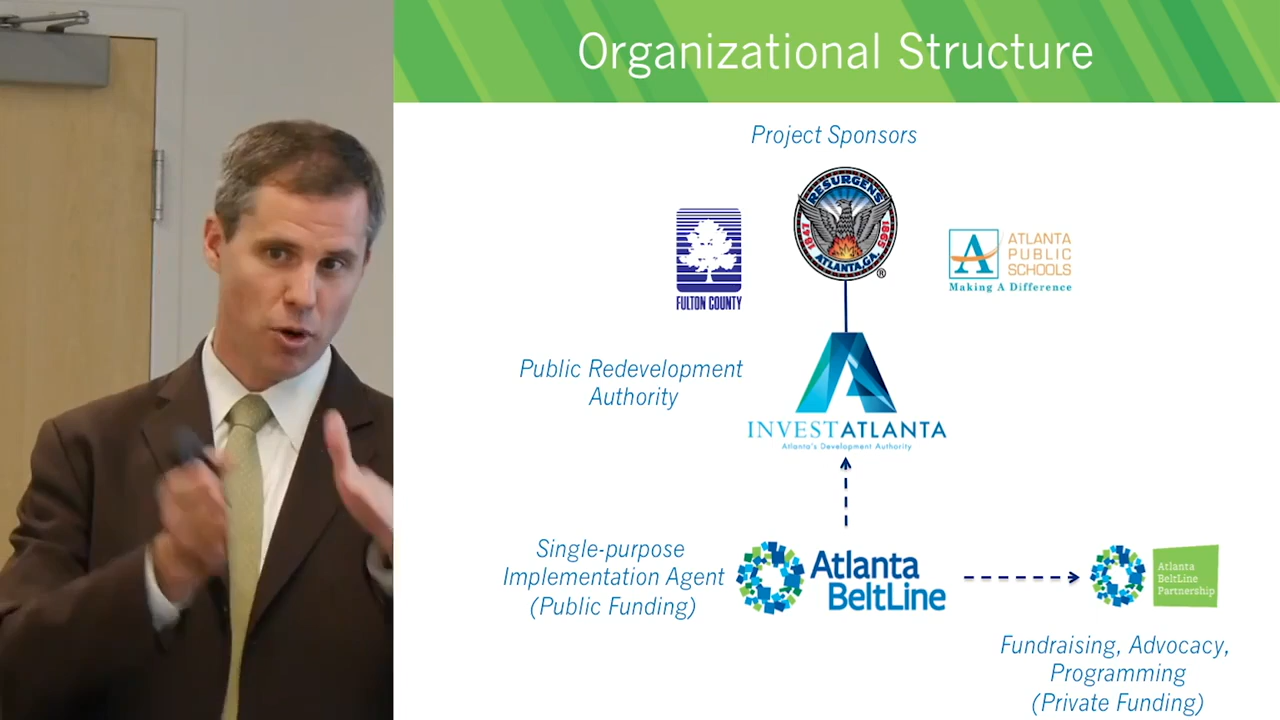 Organizational Structure
Project Sponsors
RESURGENS
1847
1865
ATLANTA, GA.
®
FULTON COUNTY
A
ATLANTA
PUBLIC
SCHOOLS
Making A Difference
Public Redevelopment
Authority
INVESTATLANTA
Atlanta's Development Authority
Single-purpose
Implementation Agent
(Public Funding)
Atlanta
BeltLine
Atlanta
BeltLine
Partnership
Fundraising, Advocacy,
Programming
(Private Funding)